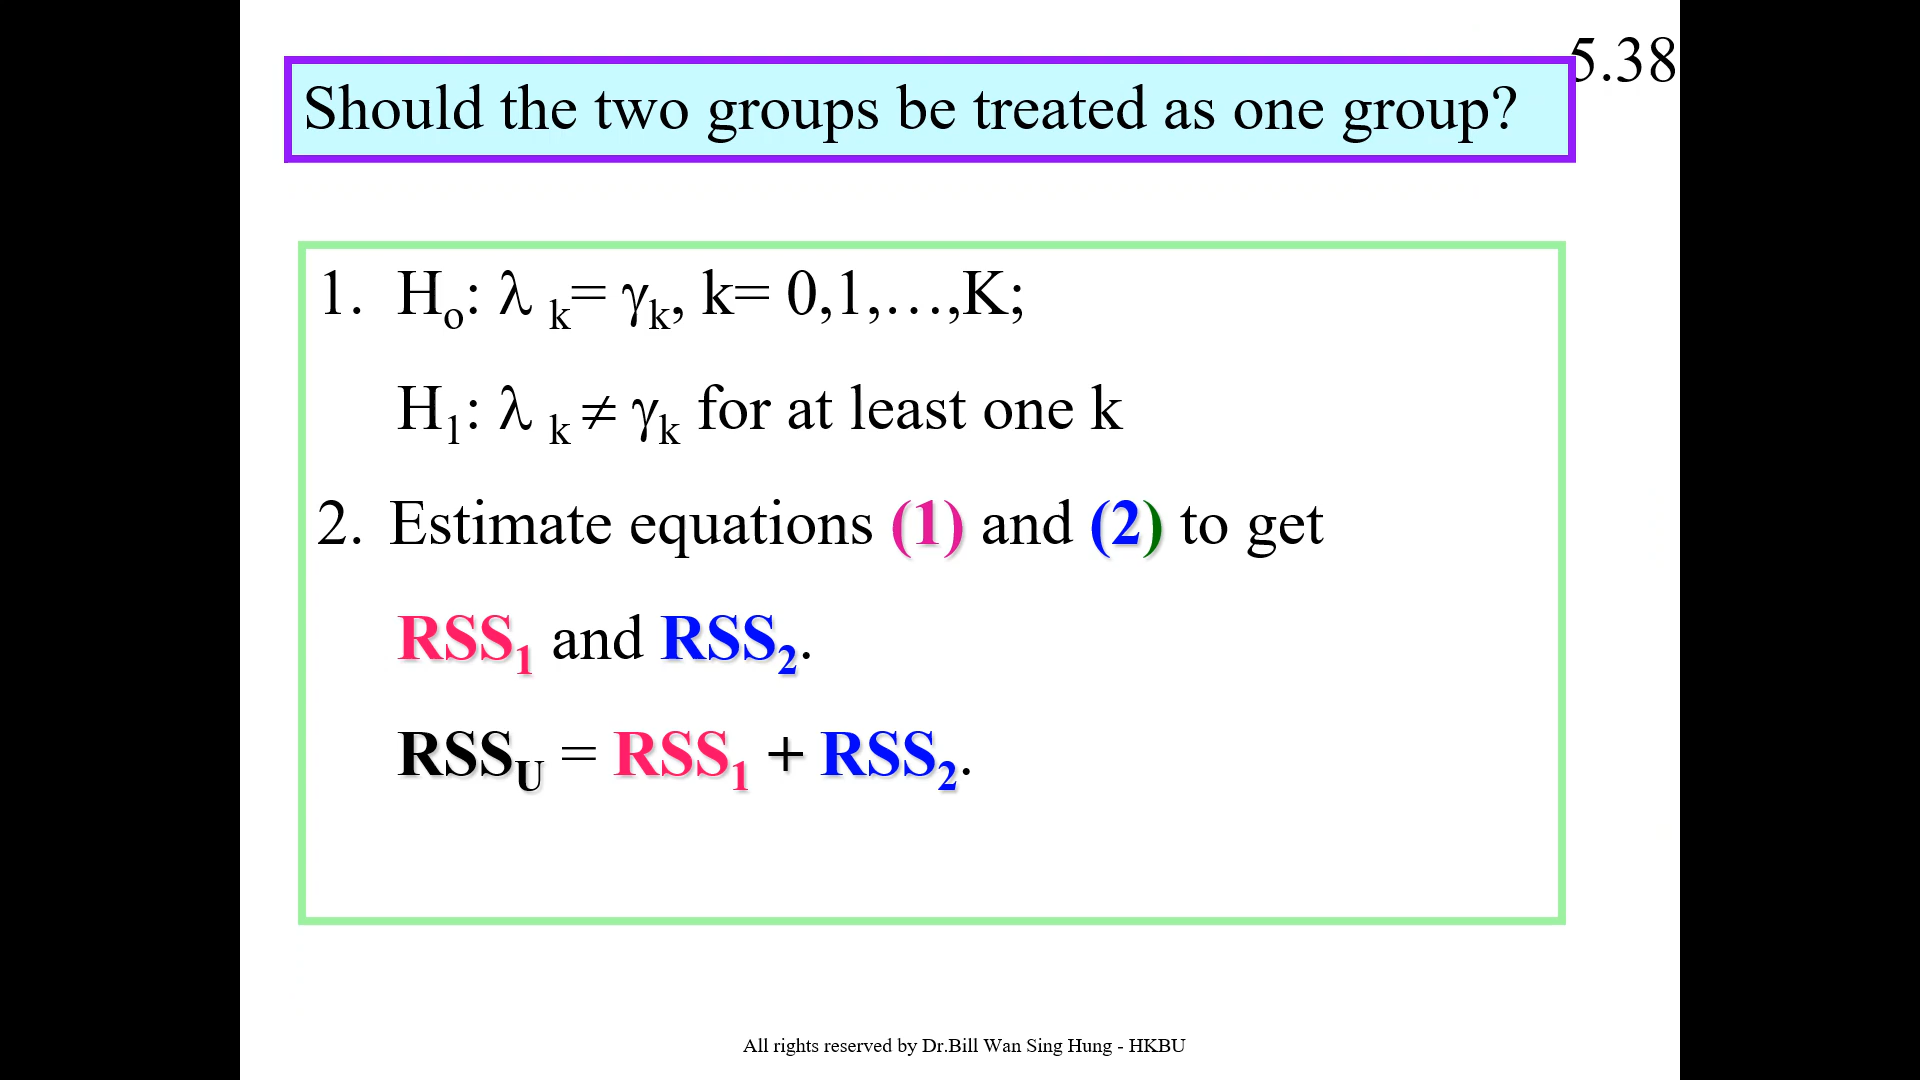 5.38
Should the two groups be treated as one group?
1. Ho: λ k= γk, k= 0,1,…,K;
H1: λ k ≠ γk for at least one k
2. Estimate equations (1) and (2) to get
RSS1 and RSS2.
RSSU = RSS1 + RSS2.
All rights reserved by Dr.Bill Wan Sing Hung - HKBU